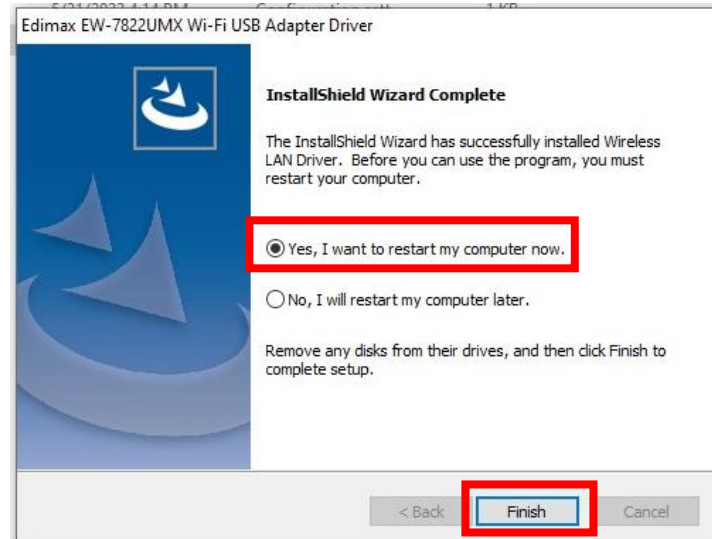 Edimax EW-7822UMX Wi-Fi USB Adapter Driver
InstallShield Wizard Complete
The InstallShield Wizard has successfully installed Wireless
LAN Driver. Before you can use the program, you must
restart your computer.
Yes, I want to restart my computer now.
No, I will restart my computer later.
Remove any disks from their drives, and then click Finish to
complete setup.
< Back Finish Cancel